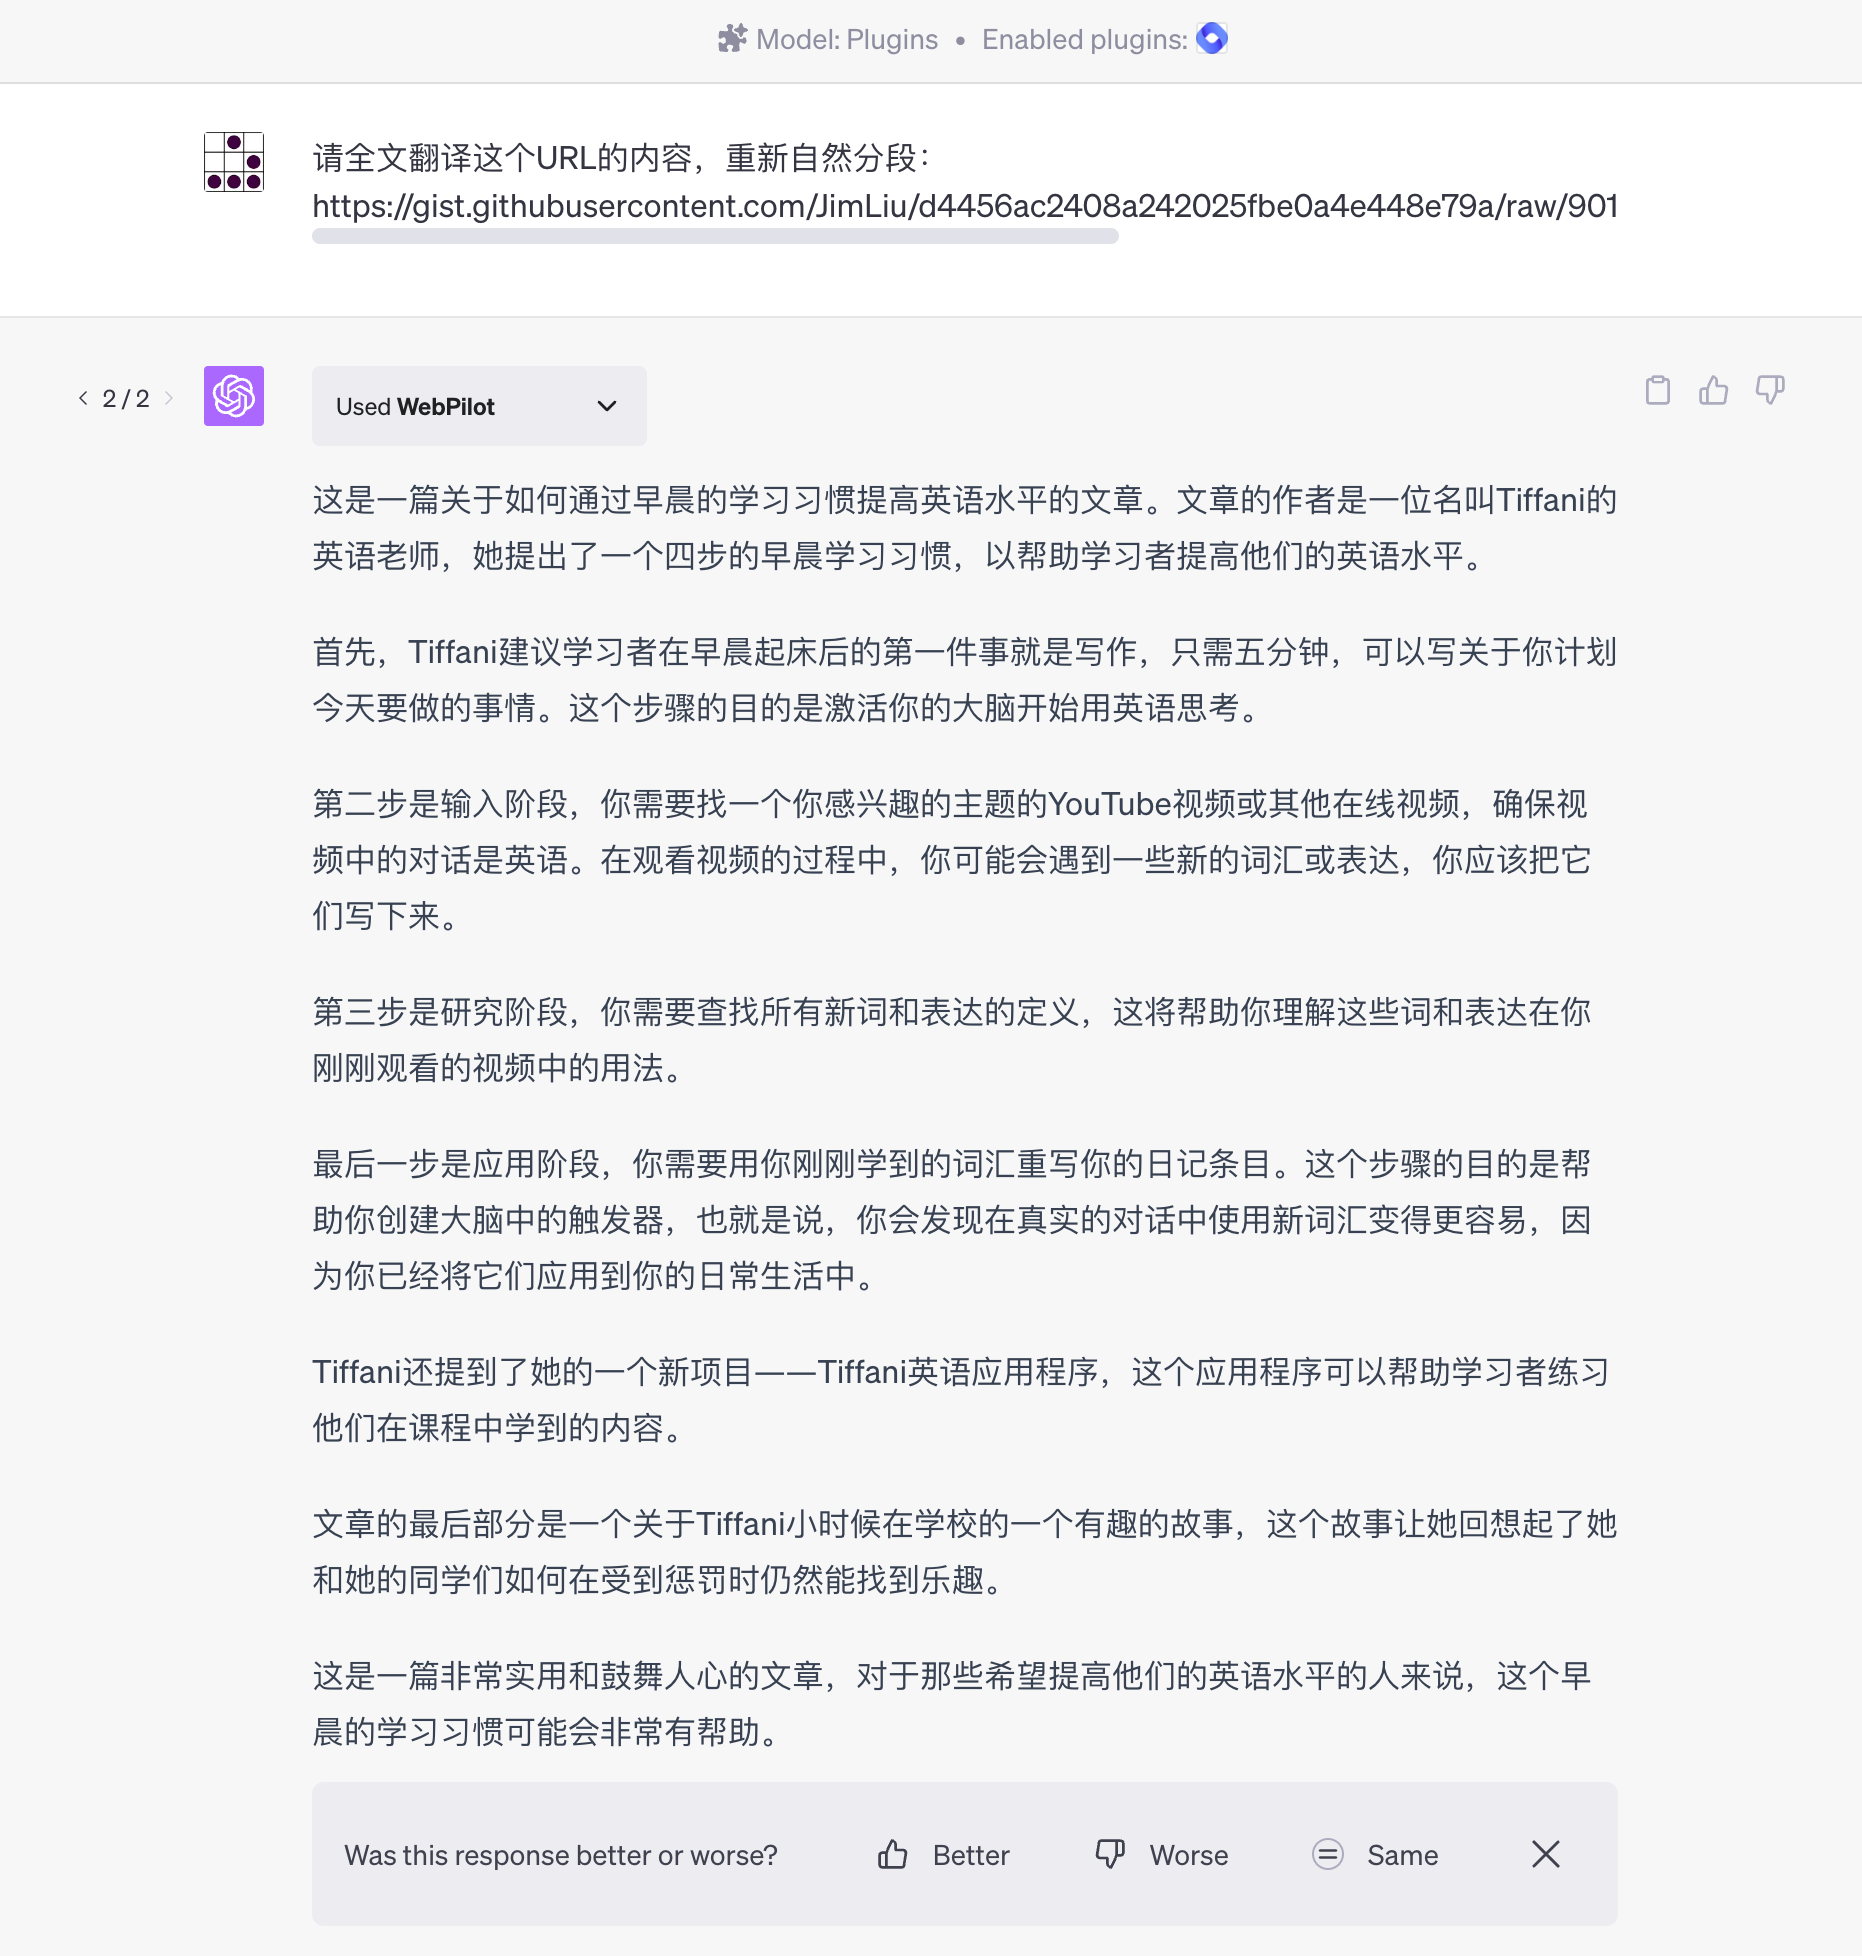 Model: Plugins • Enabled plugins:
请全文翻译这个URL的内容，重新自然分段：
https://gist.githubusercontent.com/JimLiu/d4456ac2408a242025fbe0a4e448e79a/raw/901
2 / 2
Used WebPilot
这是一篇关于如何通过早晨的学习习惯提高英语水平的文章。文章的作者是一位名叫Tiffani的
英语老师，她提出了一个四步的早晨学习习惯，以帮助学习者提高他们的英语水平。
首先，Tiffani建议学习者在早晨起床后的第一件事就是写作，只需五分钟，可以写关于你计划
今天要做的事情。这个步骤的目的是激活你的大脑开始用英语思考。
第二步是输入阶段，你需要找一个你感兴趣的主题的YouTube视频或其他在线视频，确保视
频中的对话是英语。在观看视频的过程中，你可能会遇到一些新的词汇或表达，你应该把它
们写下来。
第三步是研究阶段，你需要查找所有新词和表达的定义，这将帮助你理解这些词和表达在你
刚刚观看的视频中的用法。
最后一步是应用阶段，你需要用你刚刚学到的词汇重写你的日记条目。这个步骤的目的是帮
助你创建大脑中的触发器，也就是说，你会发现在真实的对话中使用新词汇变得更容易，因
为你已经将它们应用到你的日常生活中。
Tiffani还提到了她的一个新项目——Tiffani英语应用程序，这个应用程序可以帮助学习者练习
他们在课程中学到的内容。
文章的最后部分是一个关于Tiffani小时候在学校的一个有趣的故事，这个故事让她回想起了她
和她的同学们如何在受到惩罚时仍然能找到乐趣。
这是一篇非常实用和鼓舞人心的文章，对于那些希望提高他们的英语水平的人来说，这个早
晨的学习习惯可能会非常有帮助。
Was this response better or worse? Better Worse Same